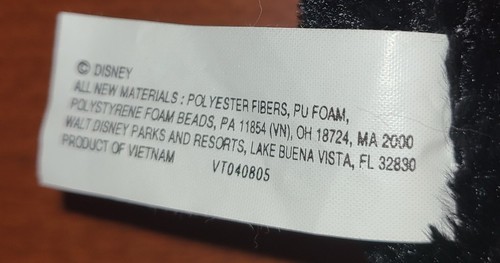 © DISNEY
ALL NEW MATERIALS : POLYESTER FIBERS, PU FOAM,
POLYSTYRENE FOAM BEADS, PA 11854 (VN), OH 18724, MA 2000
WALT DISNEY PARKS AND RESORTS, LAKE BUENA VISTA, FL 32830
PRODUCT OF VIETNAM VT040805